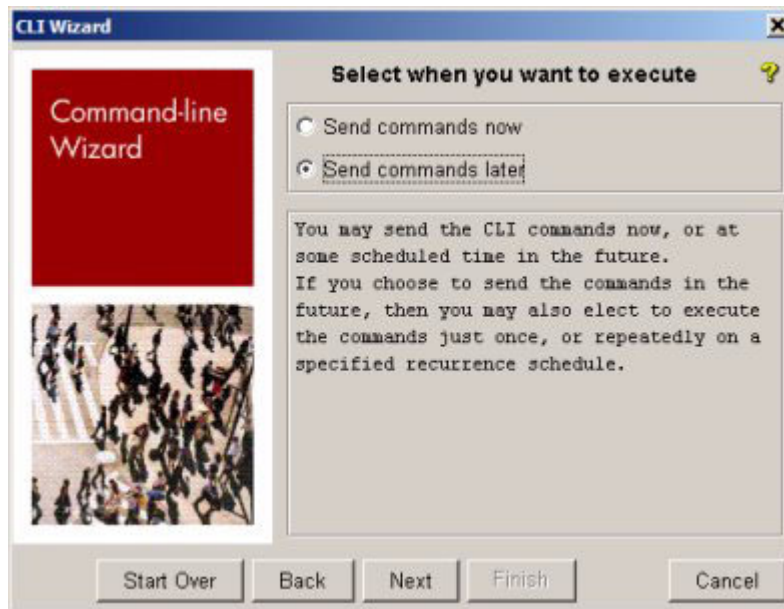 CLI Wizard
Command-line
Wizard
Select when you want to execute
?
Send commands now
Send commands later
You may send the CLI commands now, or at
some scheduled time in the future.
If you choose to send the commands in the
future, then you may also elect to execute
the commands just once, or repeatedly on a
specified recurrence schedule.
Start Over
Back
Next
Finish
Cancel